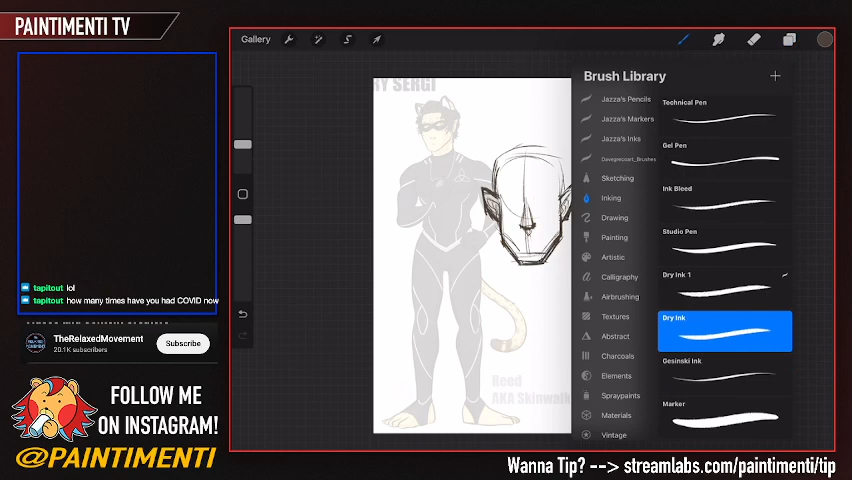 PAINTIMENTI TV
tapitout lol
tapitout how many times have you had COVID now
TheRelaxedMovement
20.1K subscribers
Subscribe
FOLLOW ME
ON INSTAGRAM!
@PAINTIMENTI
Gallery
RY SERGI
Reed
AKA Skinwalk
Brush Library
Jazza's Pencils
Jazza's Markers
Jazza's Inks
Davegrecoart_Brushes
Sketching
Inking
Drawing
Painting
Artistic
Calligraphy
Airbrushing
Textures
Abstract
Charcoals
Elements
Spraypaints
Materials
Vintage
Technical Pen
Gel Pen
Ink Bleed
Studio Pen
Dry Ink 1
Dry Ink
Gesinski Ink
Marker
Wanna Tip? --> streamlabs.com/paintimenti/tip